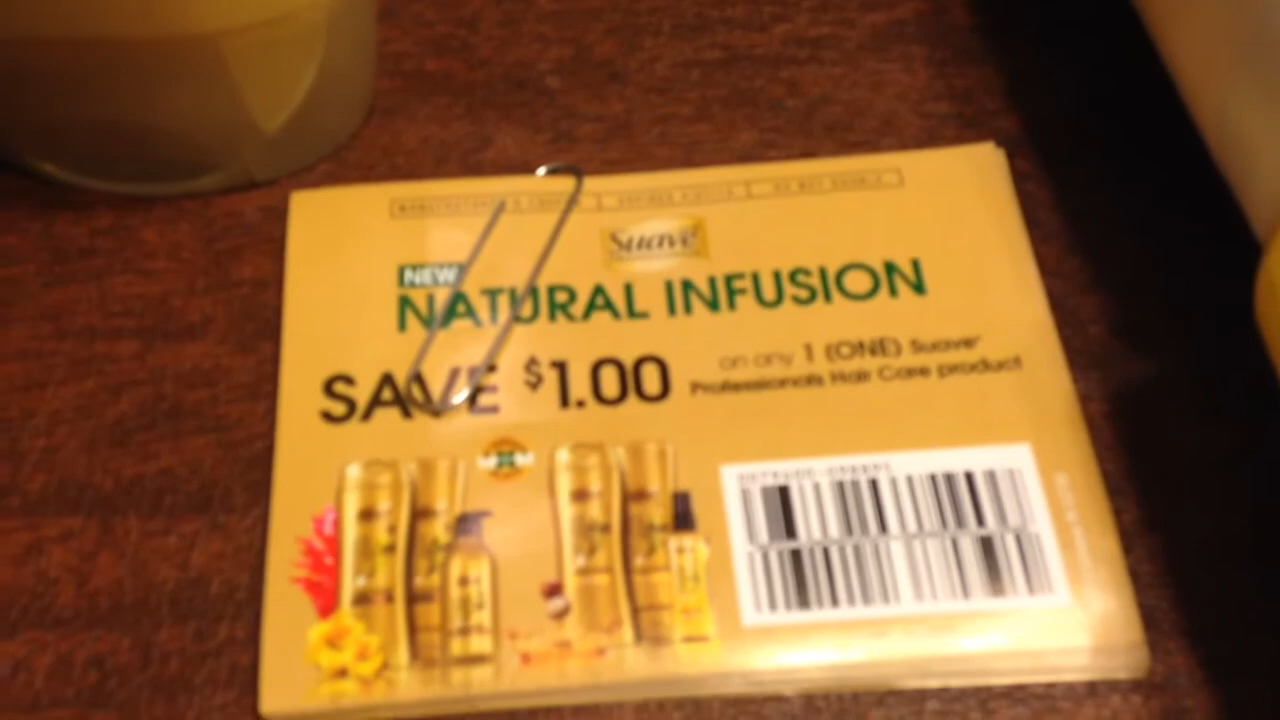 Suave
NEW
NATURAL INFUSION
SAVE $1.00
on any 1 (ONE) Suave®
Professionals Hair Care product